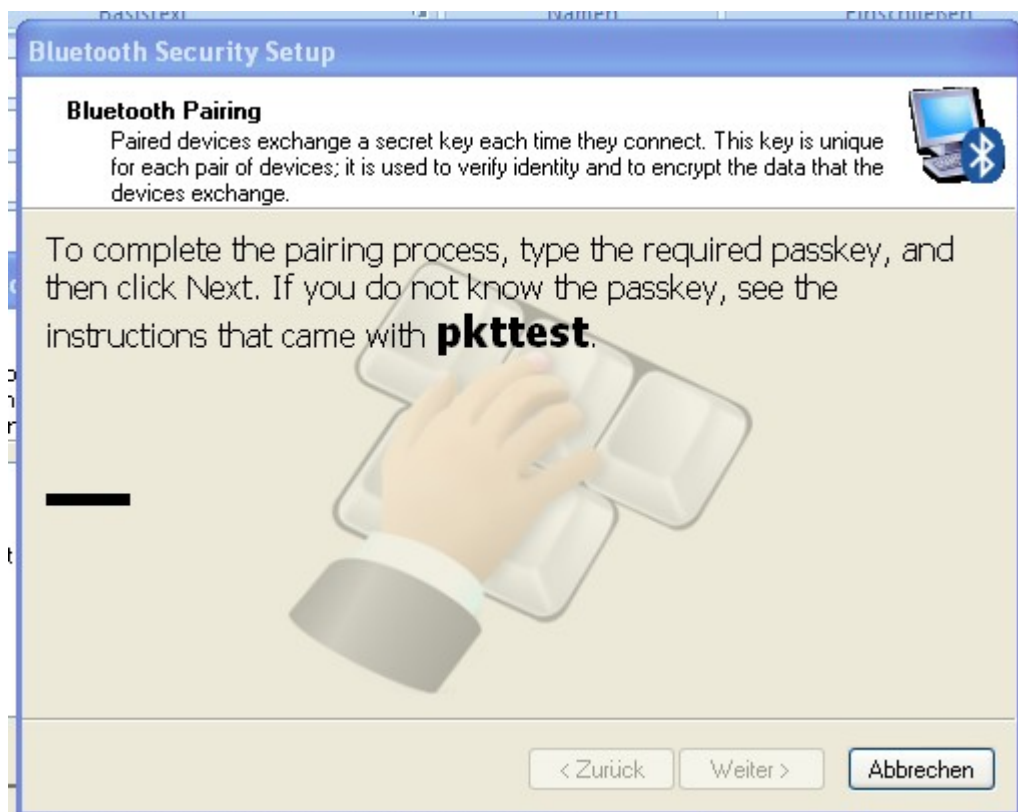 Basistext Namen Einschließen
Bluetooth Security Setup
Bluetooth Pairing
Paired devices exchange a secret key each time they connect. This key is unique
for each pair of devices; it is used to verify identity and to encrypt the data that the
devices exchange.
To complete the pairing process, type the required passkey, and
then click Next. If you do not know the passkey, see the
instructions that came with pkttest.
< Zurück Weiter > Abbrechen